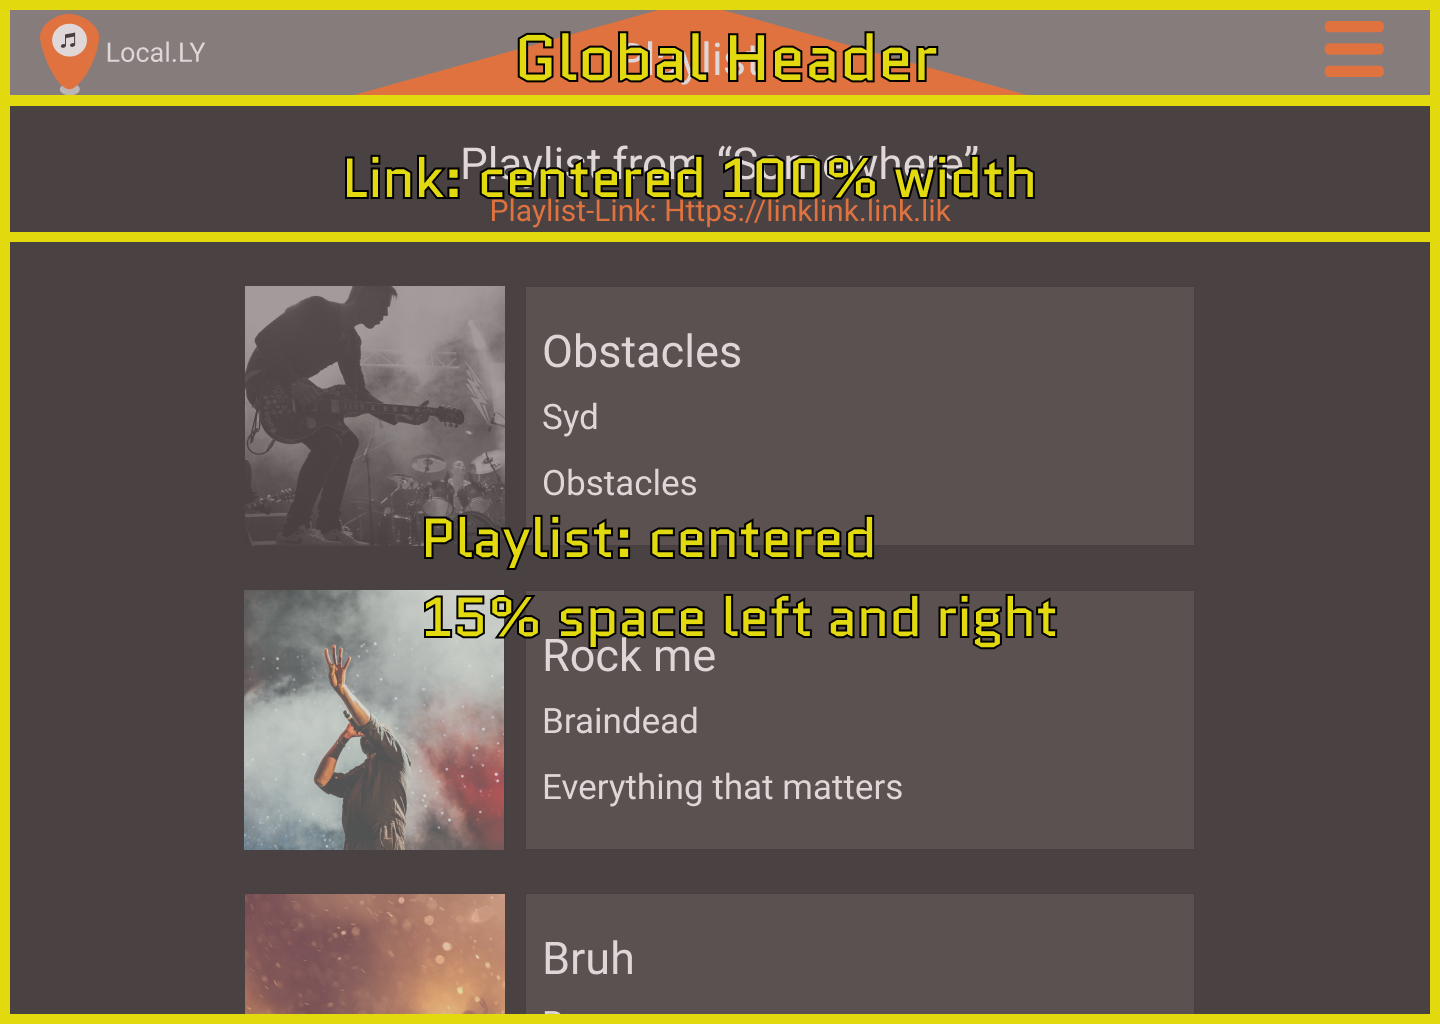 Local.LY
Playlist
Global Header
Playlist from “Somewhere”
Link: centered 100% width
Playlist-Link: Https://linklink.link.lik
Obstacles
Syd
Obstacles
Playlist: centered
15% space left and right
Rock me
Braindead
Everything that matters
Bruh